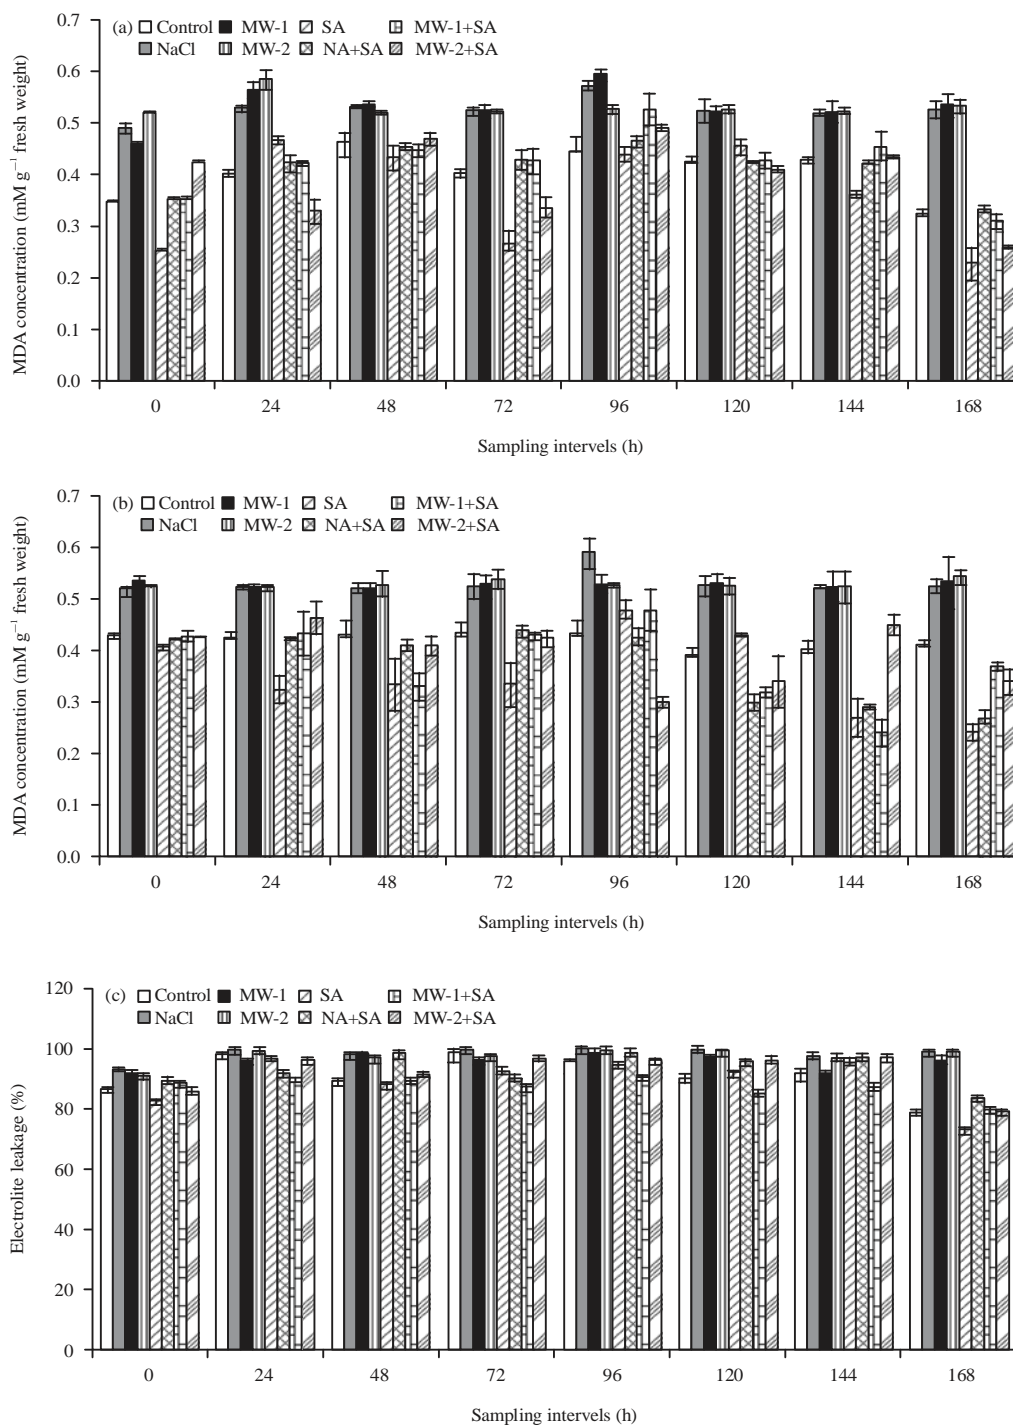 (a) Control MW-1 SA MW-1+SA
NaCl MW-2 NA+SA MW-2+SA
MDA concentration (mM g⁻¹ fresh weight)
0.7
0.6
0.5
0.4
0.3
0.2
0.1
0.0
0 24 48 72 96 120 144 168
Sampling intervels (h)
(b) Control MW-1 SA MW-1+SA
NaCl MW-2 NA+SA MW-2+SA
MDA concentration (mM g⁻¹ fresh weight)
0.7
0.6
0.5
0.4
0.3
0.2
0.1
0.0
0 24 48 72 96 120 144 168
Sampling intervels (h)
(c) Control MW-1 SA MW-1+SA
NaCl MW-2 NA+SA MW-2+SA
Electrolite leakage (%)
120
100
80
60
40
20
0
0 24 48 72 96 120 144 168
Sampling intervels (h)